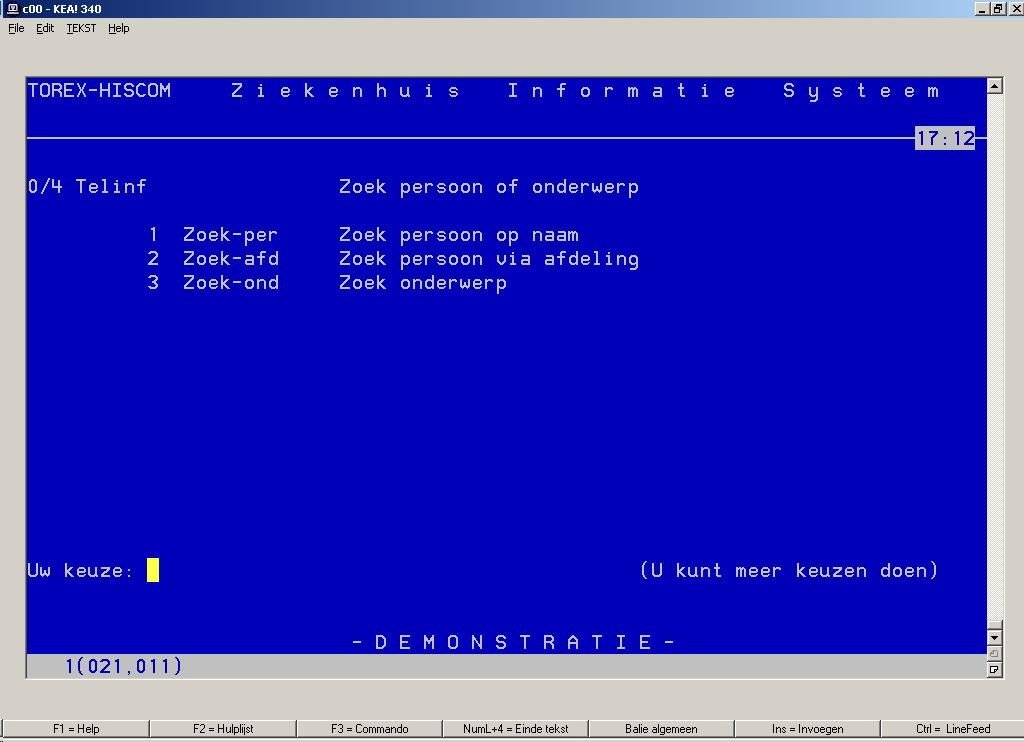 c00 - KEA! 340
File Edit TEKST Help
TOREX-HISCOM Z i e k e n h u i s I n f o r m a t i e S y s t e e m
17:12
0/4 Telinf Zoek persoon of onderwerp
1 Zoek-per Zoek persoon op naam
2 Zoek-afd Zoek persoon via afdeling
3 Zoek-ond Zoek onderwerp
Uw keuze: (U kunt meer keuzen doen)
- D E M O N S T R A T I E -
1(021,011)
F1 = Help F2 = Hulplijst F3 = Commando NumL+4 = Einde tekst Balie algemeen Ins = Invoegen Ctrl = LineFeed